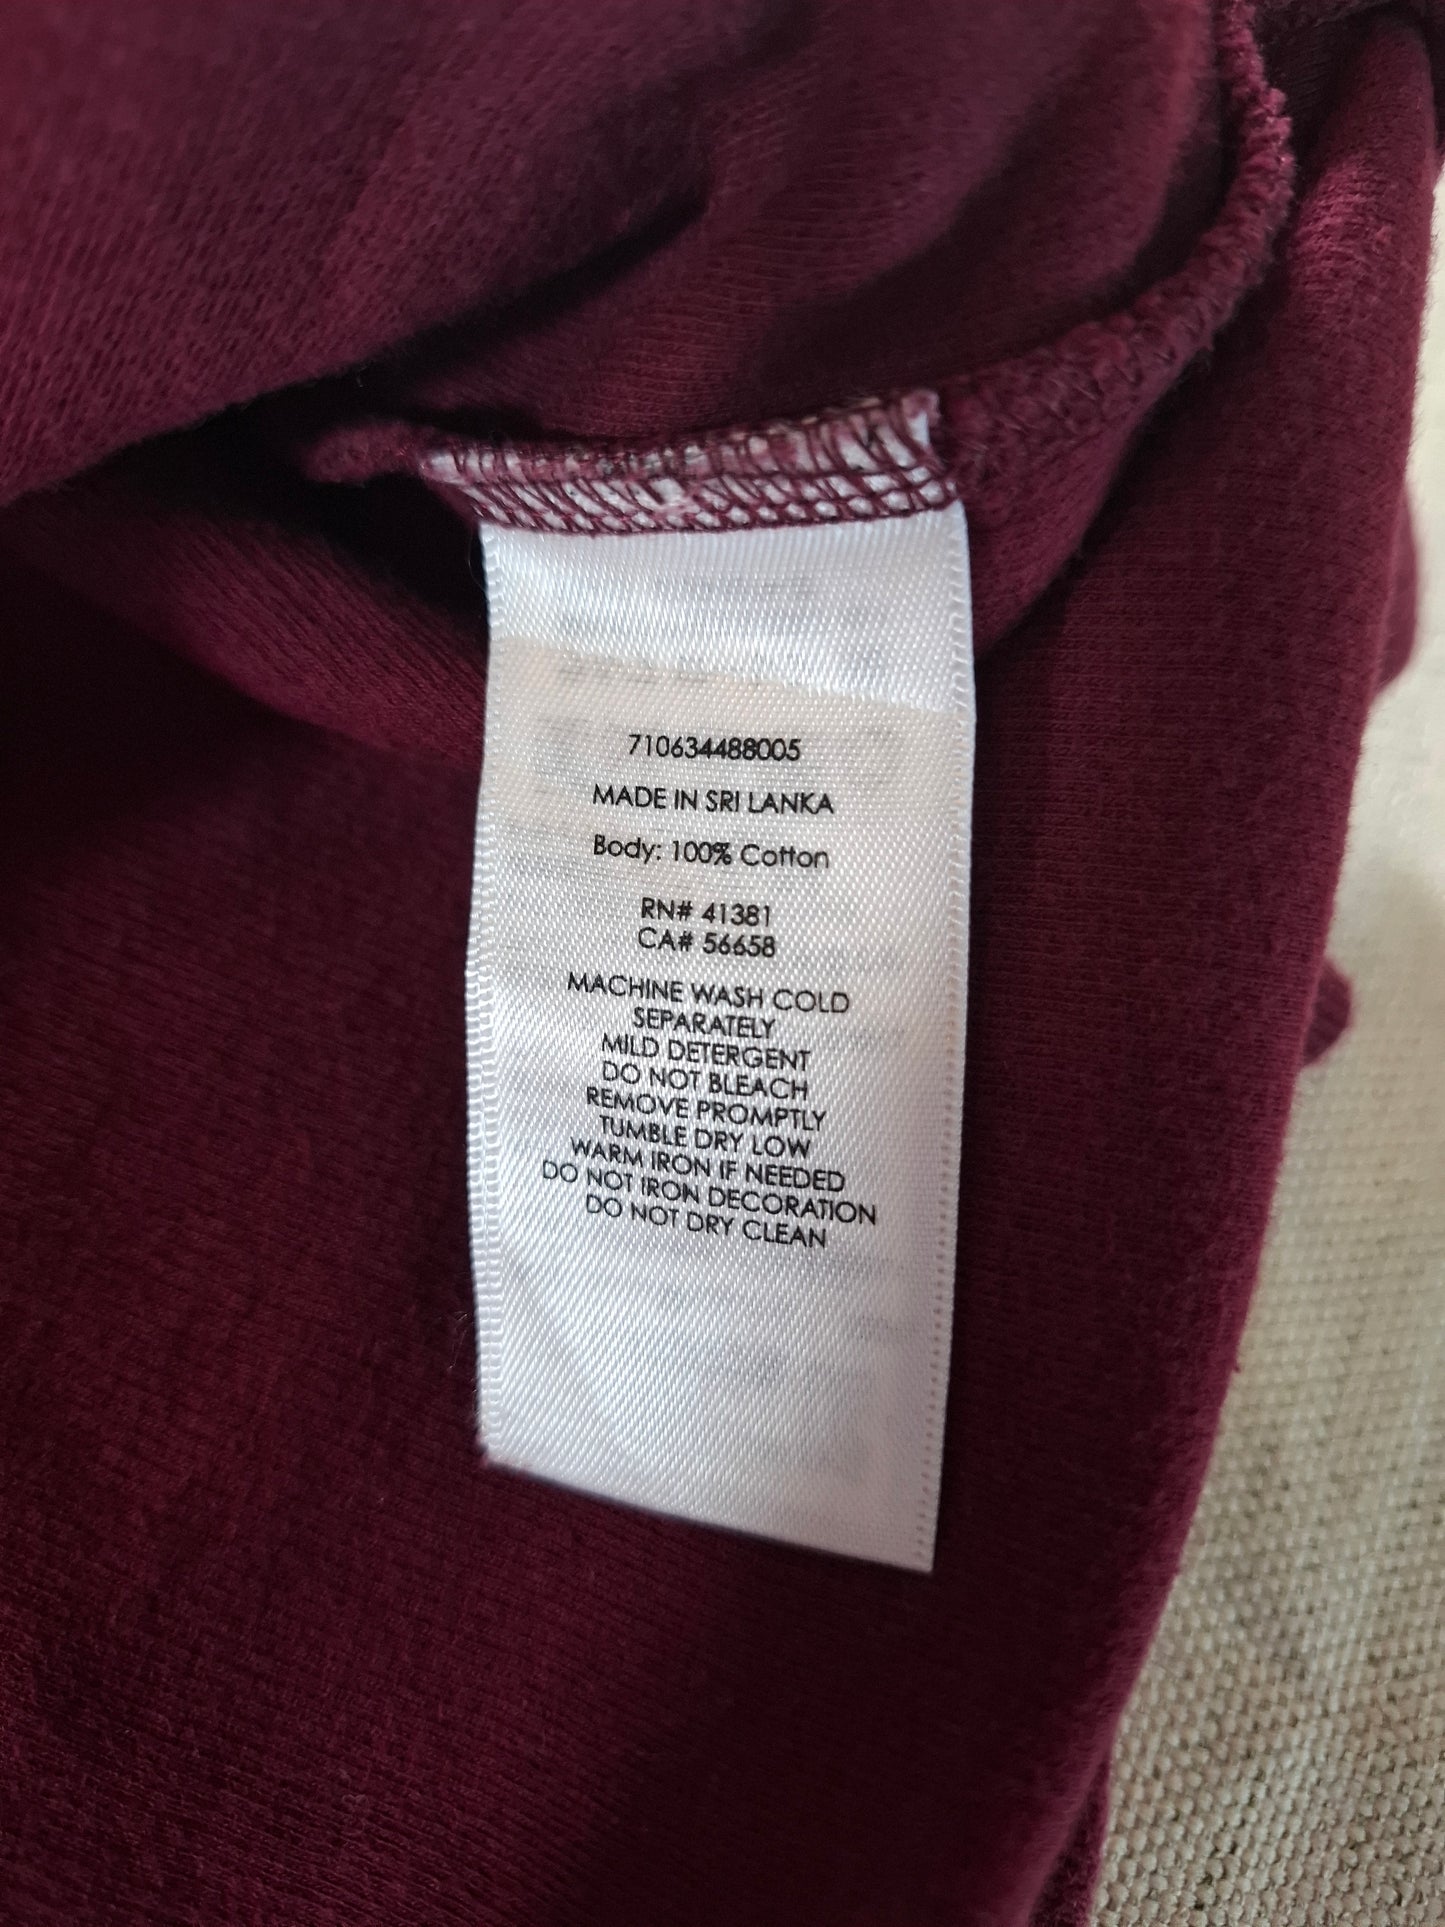 710634488005
MADE IN SRI LANKA
Body: 100% Cotton
RN# 41381
CA# 56658
MACHINE WASH COLD
SEPARATELY
MILD DETERGENT
DO NOT BLEACH
REMOVE PROMPTLY
TUMBLE DRY LOW
WARM IRON IF NEEDED
DO NOT IRON DECORATION
DO NOT DRY CLEAN